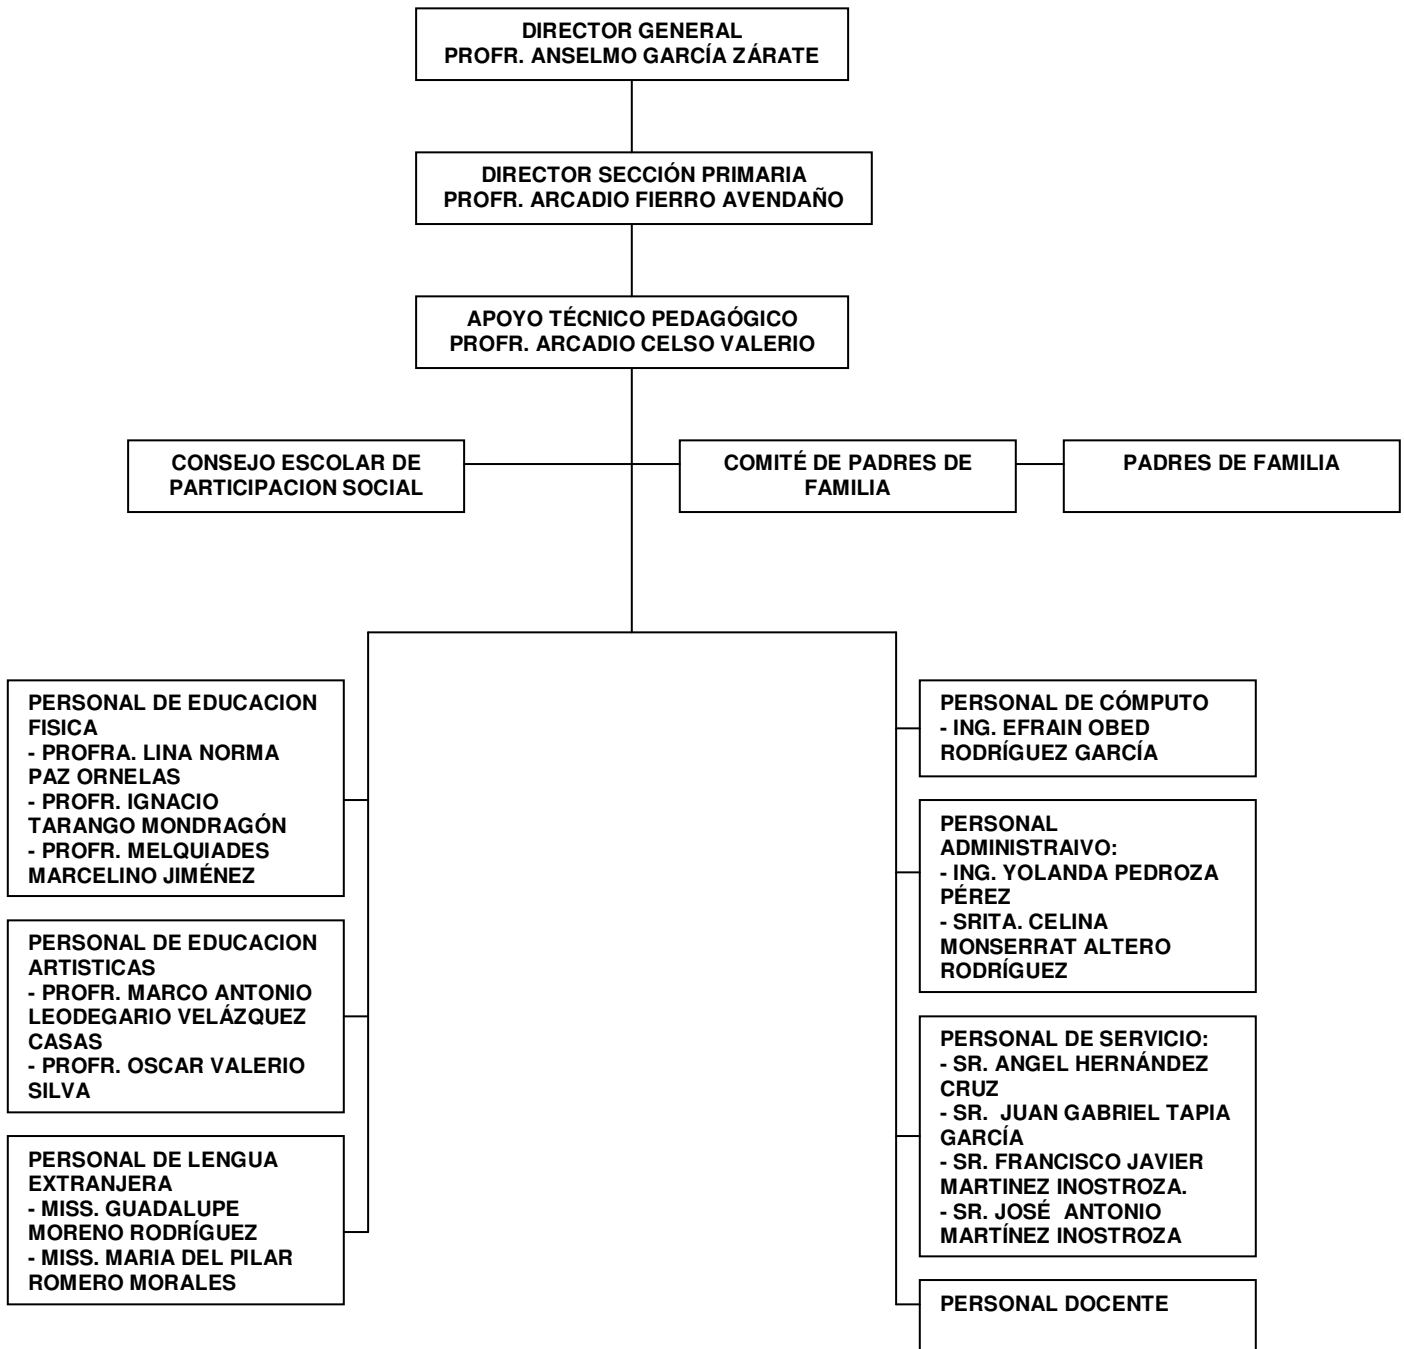 DIRECTOR GENERAL
PROFR. ANSELMO GARCÍA ZÁRATE
DIRECTOR SECCIÓN PRIMARIA
PROFR. ARCADIO FIERRO AVENDAÑO
APOYO TÉCNICO PEDAGÓGICO
PROFR. ARCADIO CELSO VALERIO
CONSEJO ESCOLAR DE
PARTICIPACION SOCIAL
COMITÉ DE PADRES DE
FAMILIA
PADRES DE FAMILIA
PERSONAL DE EDUCACION
FISICA
- PROFRA. LINA NORMA
PAZ ORNELAS
- PROFR. IGNACIO
TARANGO MONDRAGÓN
- PROFR. MELQUIADES
MARCELINO JIMÉNEZ
PERSONAL DE EDUCACION
ARTISTICAS
- PROFR. MARCO ANTONIO
LEODEGARIO VELÁZQUEZ
CASAS
- PROFR. OSCAR VALERIO
SILVA
PERSONAL DE LENGUA
EXTRANJERA
- MISS. GUADALUPE
MORENO RODRÍGUEZ
- MISS. MARIA DEL PILAR
ROMERO MORALES
PERSONAL DE CÓMPUTO
- ING. EFRAIN OBED
RODRÍGUEZ GARCÍA
PERSONAL
ADMINISTRAIVO:
- ING. YOLANDA PEDROZA
PÉREZ
- SRITA. CELINA
MONSERRAT ALTERO
RODRÍGUEZ
PERSONAL DE SERVICIO:
- SR. ANGEL HERNÁNDEZ
CRUZ
- SR.  JUAN GABRIEL TAPIA
GARCÍA
- SR. FRANCISCO JAVIER
MARTINEZ INOSTROZA.
- SR. JOSÉ  ANTONIO
MARTÍNEZ INOSTROZA
PERSONAL DOCENTE